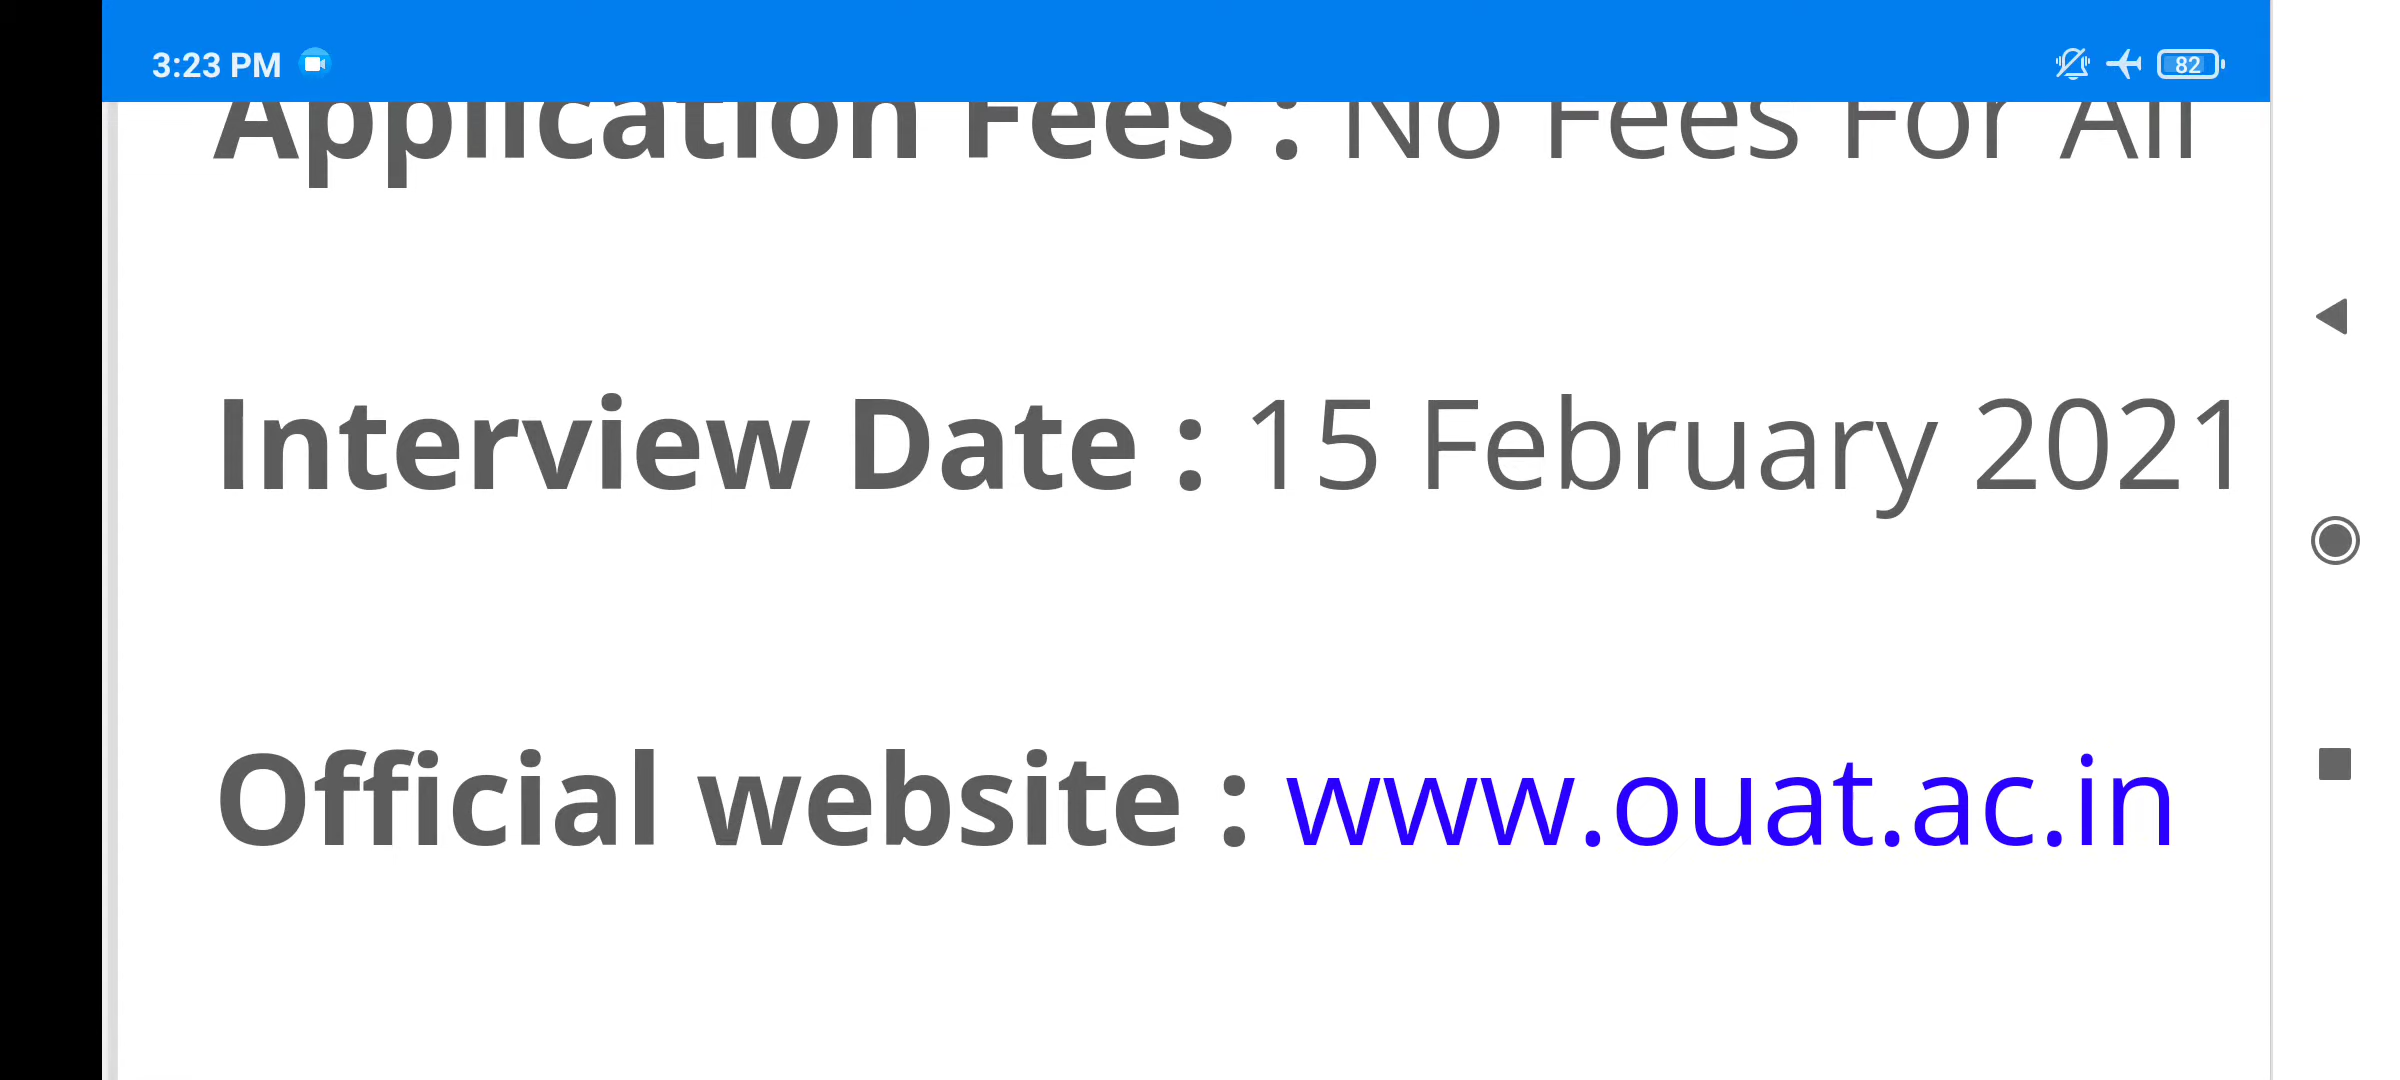 3:23 PM
82
Application Fees : No Fees For All
Interview Date : 15 February 2021
Official website : www.ouat.ac.in